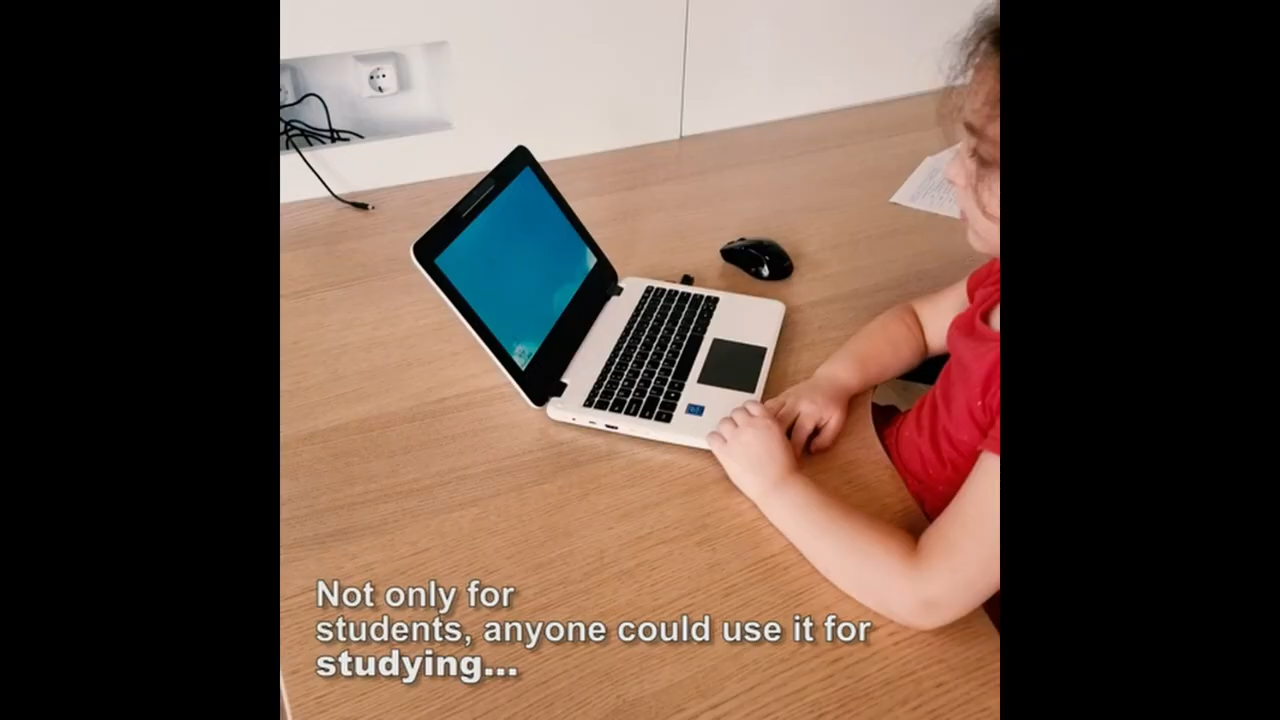 Not only for
students, anyone could use it for
studying...